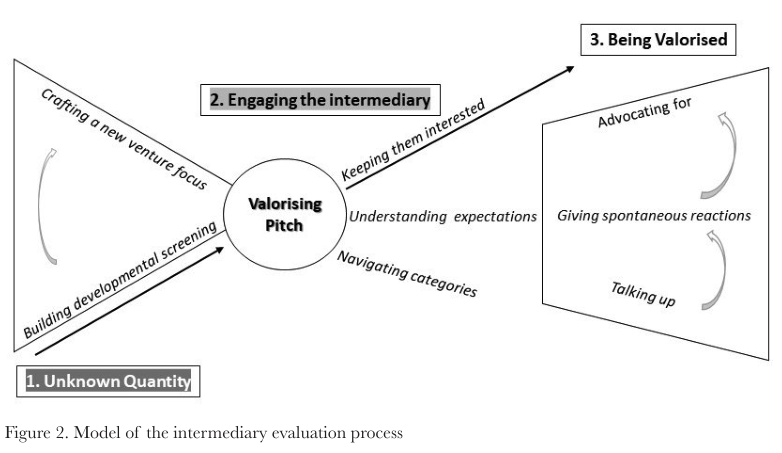 3. Being Valorised
2. Engaging the intermediary
Crafting a new venture focus
Keeping them interested
Advocating for
Valorising
Pitch
Understanding expectations
Giving spontaneous reactions
Building developmental screening
Navigating categories
Talking up
1. Unknown Quantity
Figure 2. Model of the intermediary evaluation process